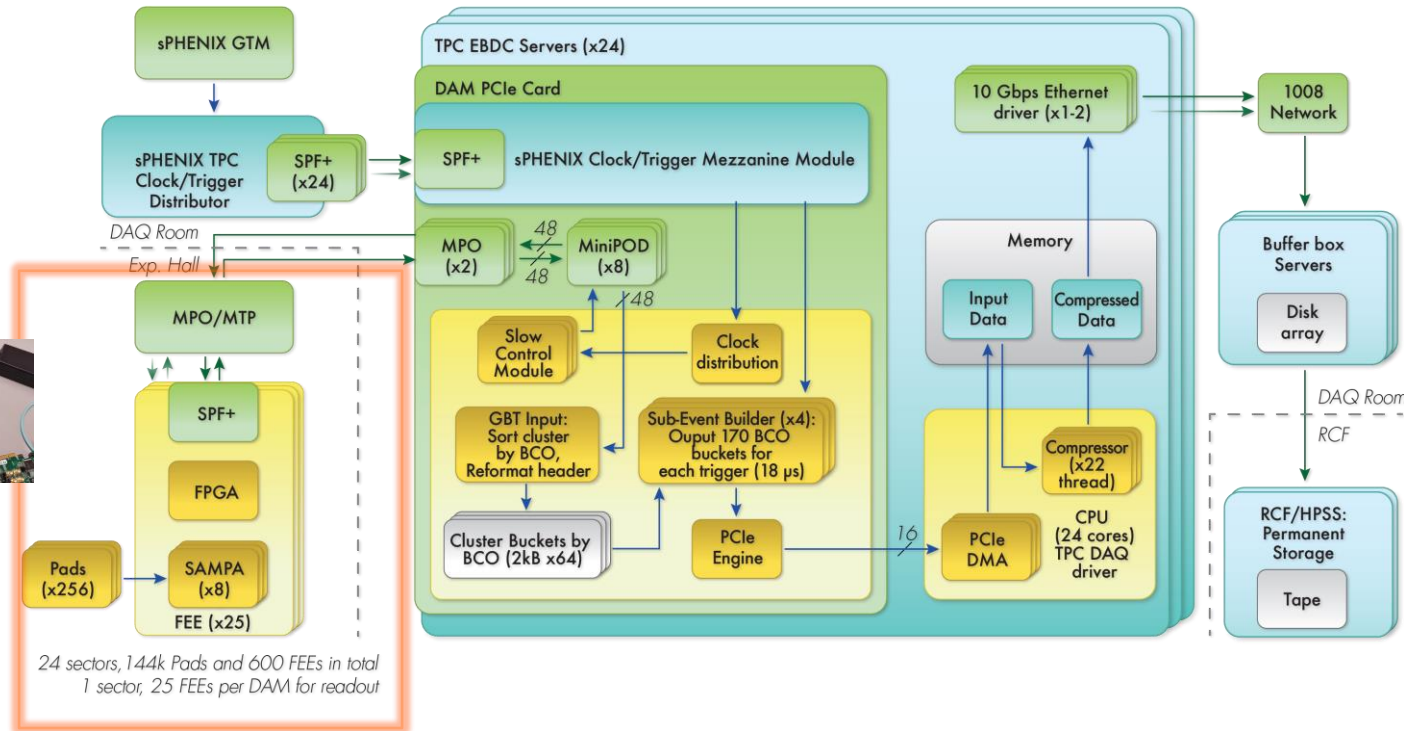 sPHENIX GTM
sPHENIX TPC
Clock/Trigger
Distributor
SPF+
(x24)
DAQ Room
Exp. Hall
MPO/MTP
SPF+
FPGA
Pads
(x256)
SAMPA
(x8)
FEE (x25)
24 sectors, 144k Pads and 600 FEEs in total
1 sector, 25 FEEs per DAM for readout
TPC EBDC Servers (x24)
DAM PCIe Card
SPF+
sPHENIX Clock/Trigger Mezzanine Module
MPO
(x2)
48
48
MiniPOD
(x8)
48
Slow
Control
Module
Clock
distribution
GBT Input:
Sort cluster
by BCO,
Reformat header
Sub-Event Builder (x4):
Ouput 170 BCO
buckets for
each trigger (18 µs)
Cluster Buckets by
BCO (2kB x64)
PCIe
Engine
16
10 Gbps Ethernet
driver (x1-2)
Memory
Input
Data
Compressed
Data
Compressor
(x22
thread)
PCIe
DMA
CPU
(24 cores)
TPC DAQ
driver
1008
Network
Buffer box
Servers
Disk
array
DAQ Room
RCF
RCF/HPSS:
Permanent
Storage
Tape